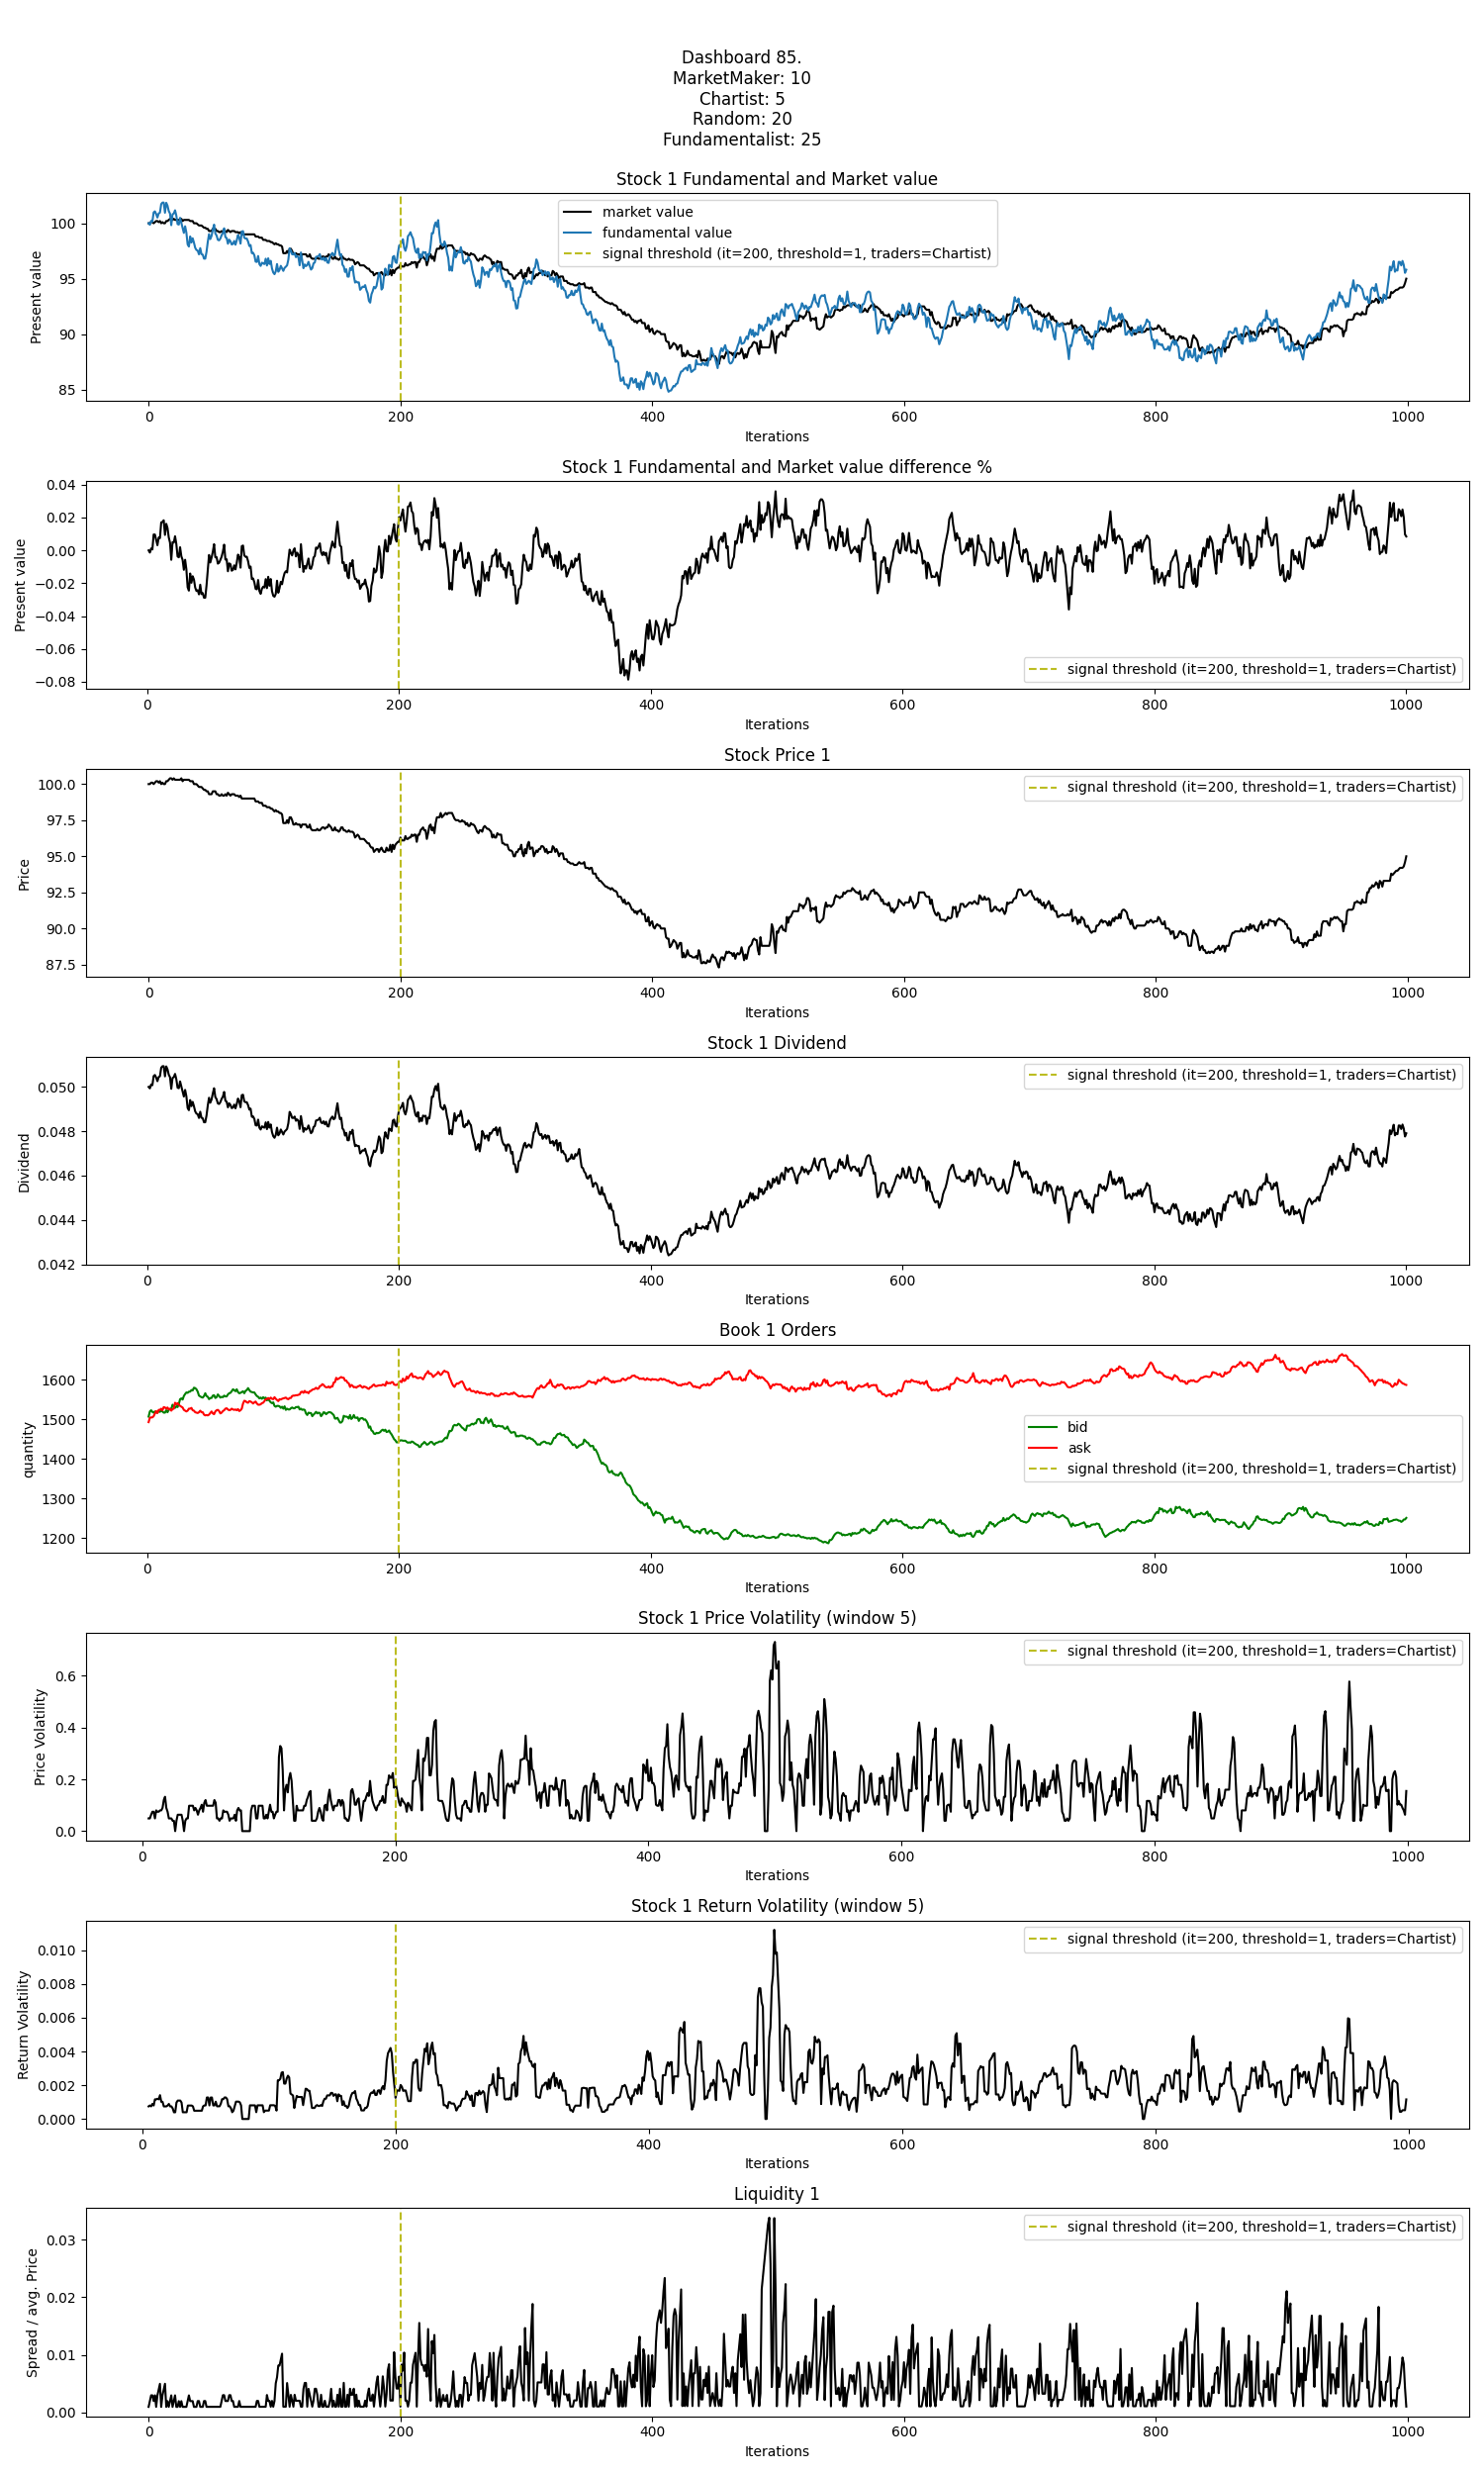 Dashboard 85.
MarketMaker: 10
Chartist: 5
Random: 20
Fundamentalist: 25
Stock 1 Fundamental and Market value
Present value
100
95
90
85
market value
fundamental value
signal threshold (it=200, threshold=1, traders=Chartist)
0 200 400 600 800 1000
Iterations
Stock 1 Fundamental and Market value difference %
Present value
0.04
0.02
0.00
−0.02
−0.04
−0.06
−0.08
signal threshold (it=200, threshold=1, traders=Chartist)
0 200 400 600 800 1000
Iterations
Stock Price 1
Price
100.0
97.5
95.0
92.5
90.0
87.5
signal threshold (it=200, threshold=1, traders=Chartist)
0 200 400 600 800 1000
Iterations
Stock 1 Dividend
Dividend
0.050
0.048
0.046
0.044
0.042
signal threshold (it=200, threshold=1, traders=Chartist)
0 200 400 600 800 1000
Iterations
Book 1 Orders
quantity
1600
1500
1400
1300
1200
bid
ask
signal threshold (it=200, threshold=1, traders=Chartist)
0 200 400 600 800 1000
Iterations
Stock 1 Price Volatility (window 5)
Price Volatility
0.6
0.4
0.2
0.0
signal threshold (it=200, threshold=1, traders=Chartist)
0 200 400 600 800 1000
Iterations
Stock 1 Return Volatility (window 5)
Return Volatility
0.010
0.008
0.006
0.004
0.002
0.000
signal threshold (it=200, threshold=1, traders=Chartist)
0 200 400 600 800 1000
Iterations
Liquidity 1
Spread / avg. Price
0.03
0.02
0.01
0.00
signal threshold (it=200, threshold=1, traders=Chartist)
0 200 400 600 800 1000
Iterations